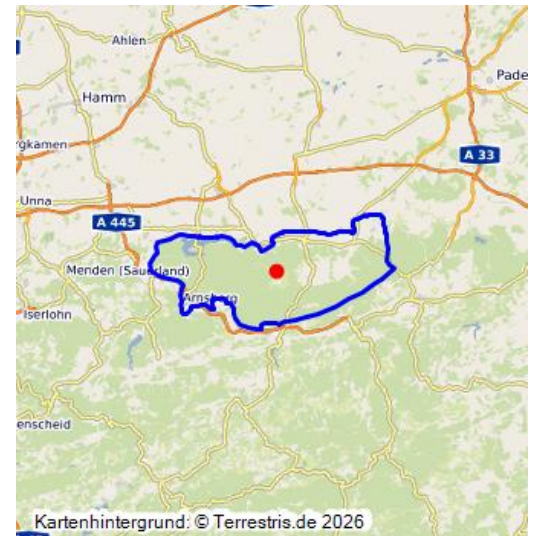 Ahlen
Pade
Hamm
rgkamen
A 33
Unna
A 445
Menden (Sauerland)
Arnsberg
Iserlohn
enscheid
Kartenhintergrund: © Terrestris.de 2026